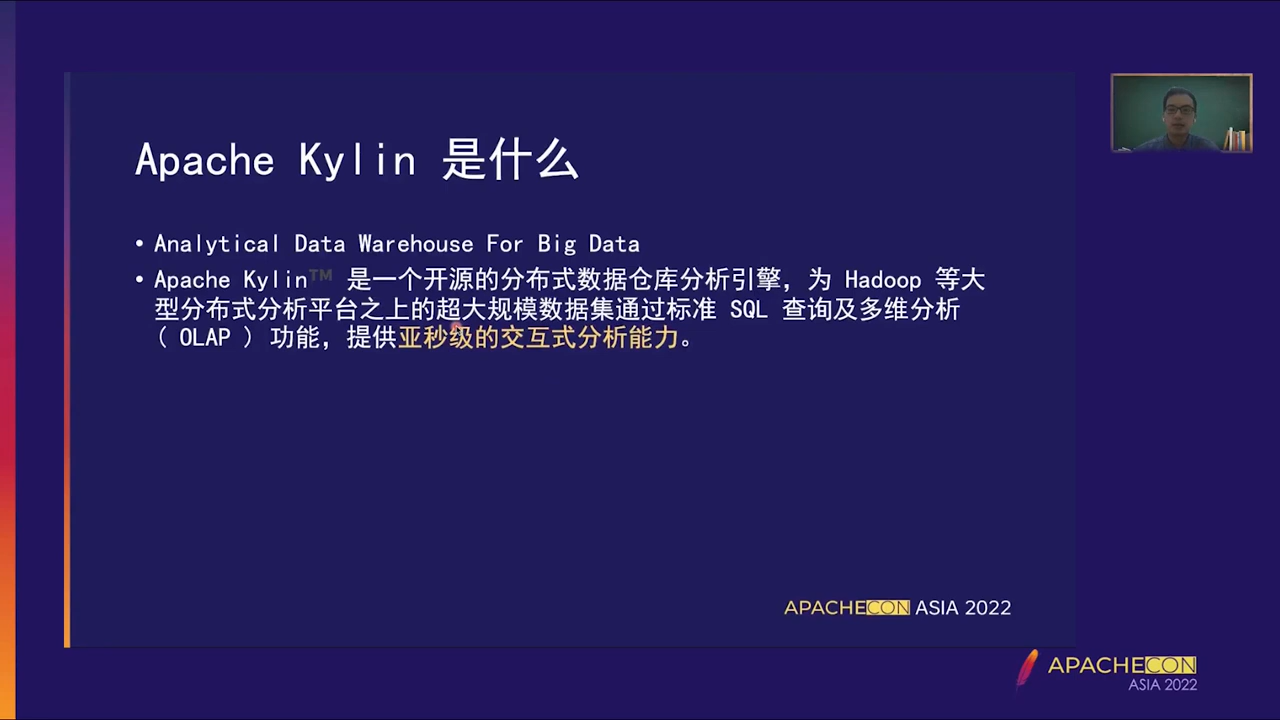 Apache Kylin 是什么
• Analytical Data Warehouse For Big Data
• Apache Kylin™ 是一个开源的分布式数据仓库分析引擎，为 Hadoop 等大
型分布式分析平台之上的超大规模数据集通过标准 SQL 查询及多维分析
（ OLAP ） 功能，提供亚秒级的交互式分析能力。
APACHECON ASIA 2022
APACHECON
ASIA 2022